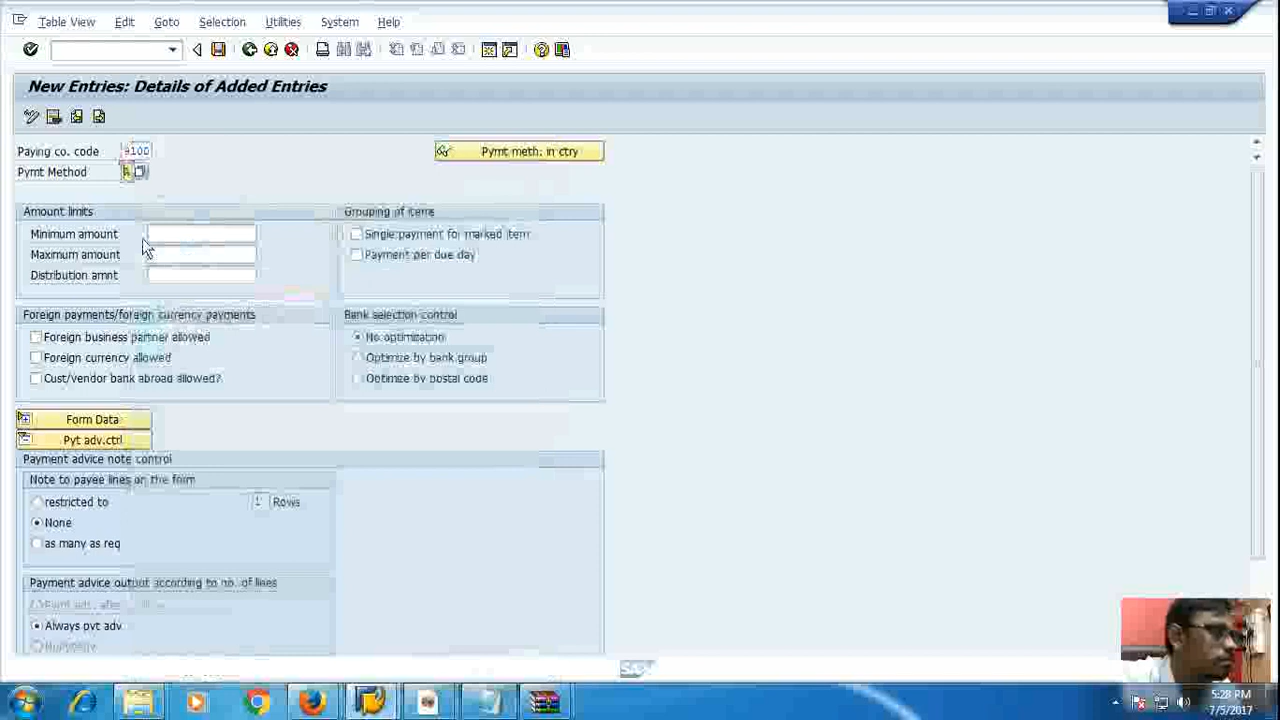 Table View Edit Goto Selection Utilities System Help
New Entries: Details of Added Entries
Paying co. code 100 Pymt meth. in ctry
Pymt Method
Amount limits Grouping of items
Minimum amount Single payment for marked item
Maximum amount Payment per due day
Distribution amnt
Foreign payments/foreign currency payments Bank selection control
Foreign business partner allowed No optimization
Foreign currency allowed Optimize by bank group
Cust/vendor bank abroad allowed? Optimize by postal code
Form Data
Pyt adv.ctrl
Payment advice note control
Note to payee lines on the form
restricted to 1 Rows
None
as many as req
Payment advice output according to no. of lines
Always pyt adv
SAP
5:28 PM
7/5/2017